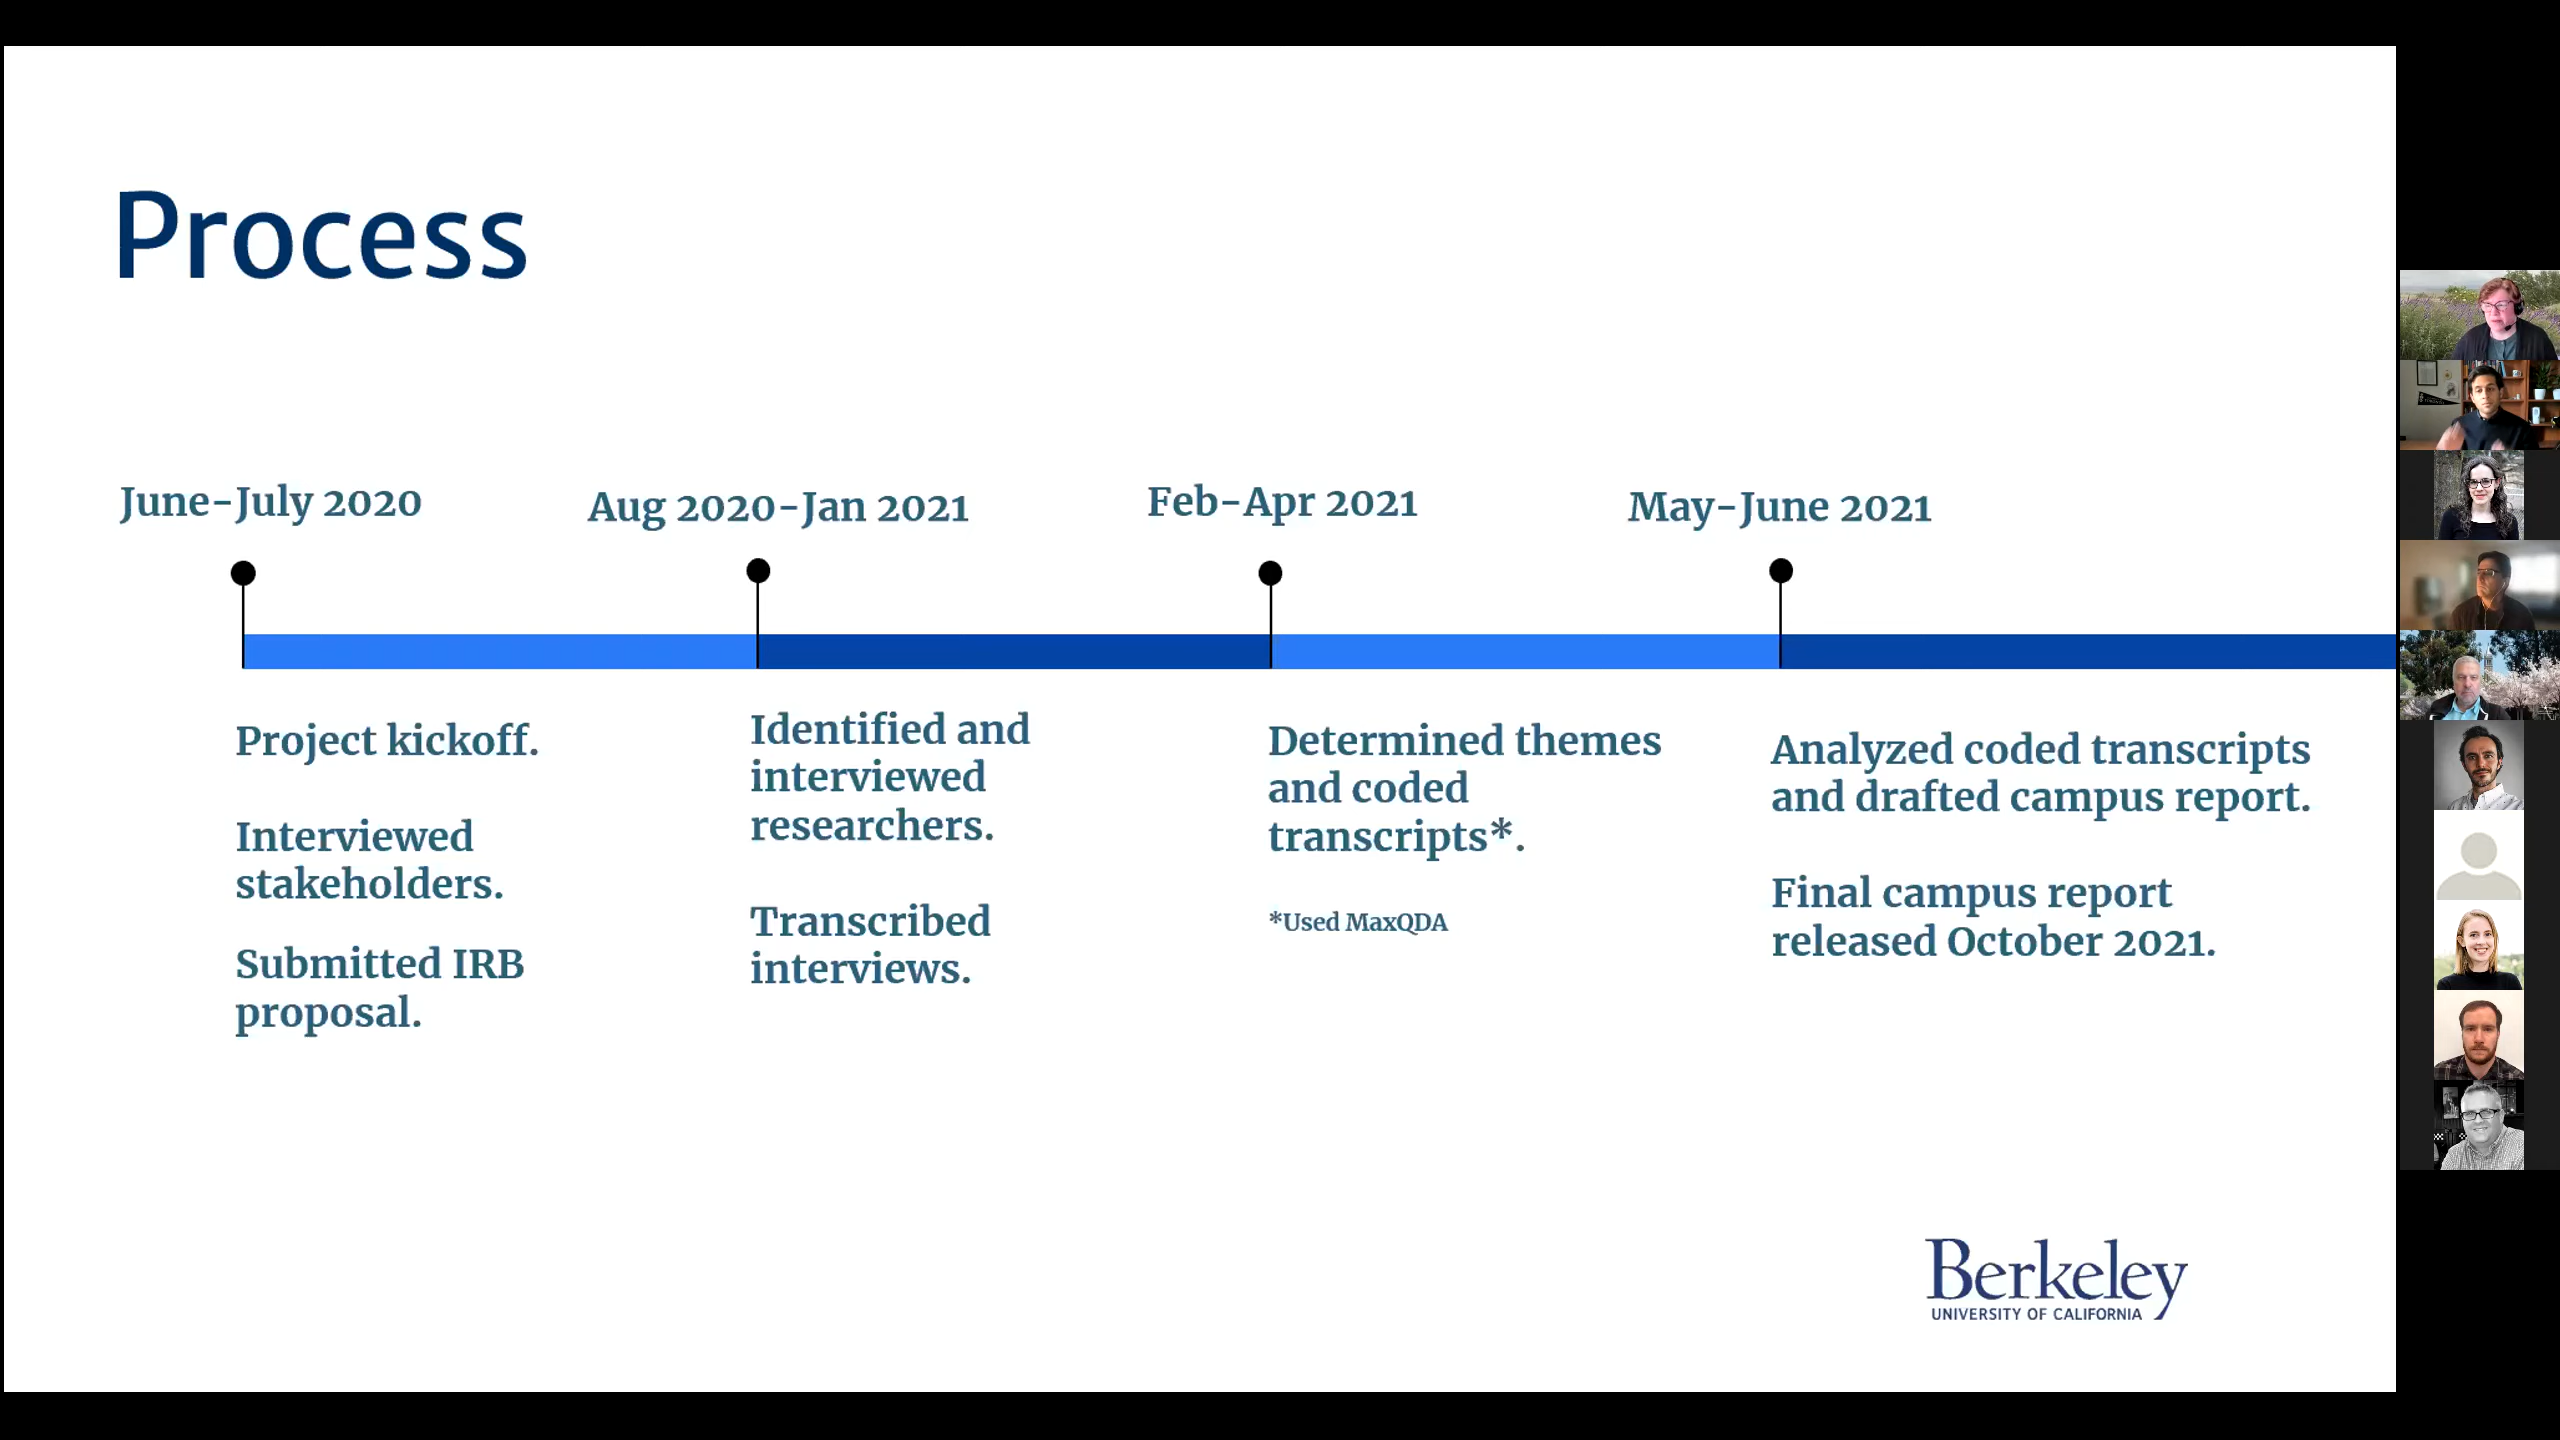 Process
June-July 2020
Aug 2020-Jan 2021
Feb-Apr 2021
May-June 2021
Project kickoff.
Interviewed
stakeholders.
Submitted IRB
proposal.
Identified and
interviewed
researchers.
Transcribed
interviews.
Determined themes
and coded
transcripts*.
*Used MaxQDA
Analyzed coded transcripts
and drafted campus report.
Final campus report
released October 2021.
Berkeley
UNIVERSITY OF CALIFORNIA